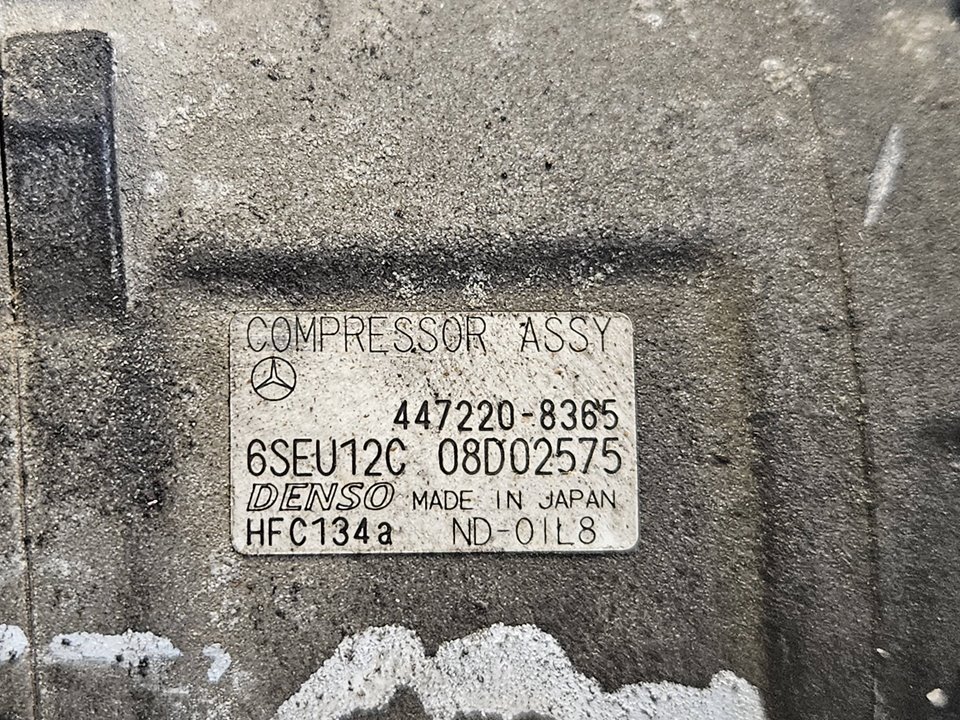 COMPRESSOR ASSY
447220-8365
6SEU12C 08D02575
DENSO MADE IN JAPAN
HFC134a ND-OIL8